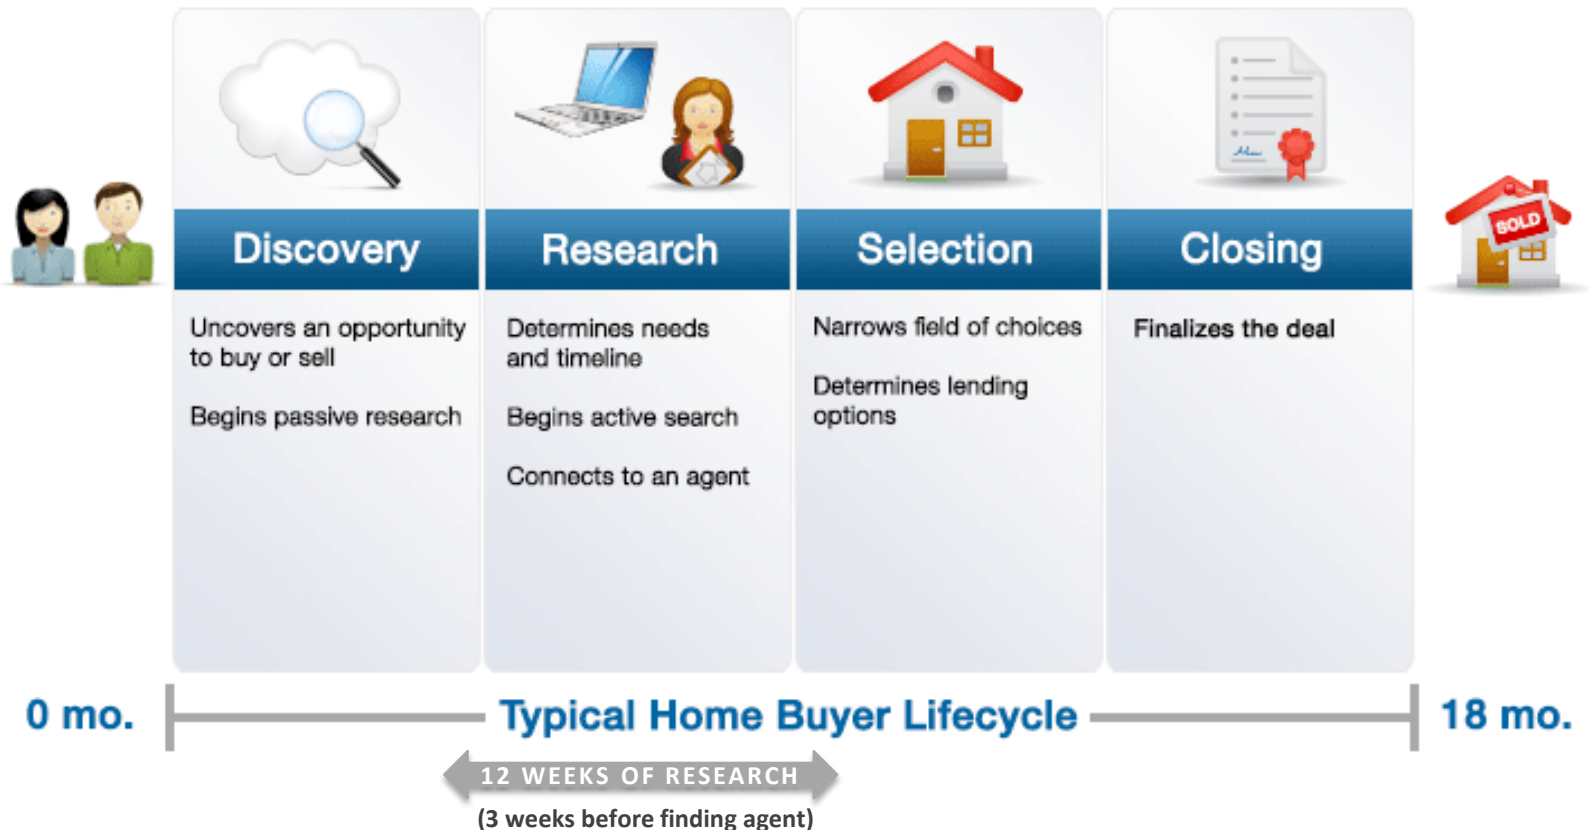 Discovery
Uncovers an opportunity
to buy or sell
Begins passive research
Research
Determines needs
and timeline
Begins active search
Connects to an agent
Selection
Narrows field of choices
Determines lending
options
Closing
Finalizes the deal
SOLD
0 mo.
Typical Home Buyer Lifecycle
18 mo.
12 WEEKS OF RESEARCH
(3 weeks before finding agent)